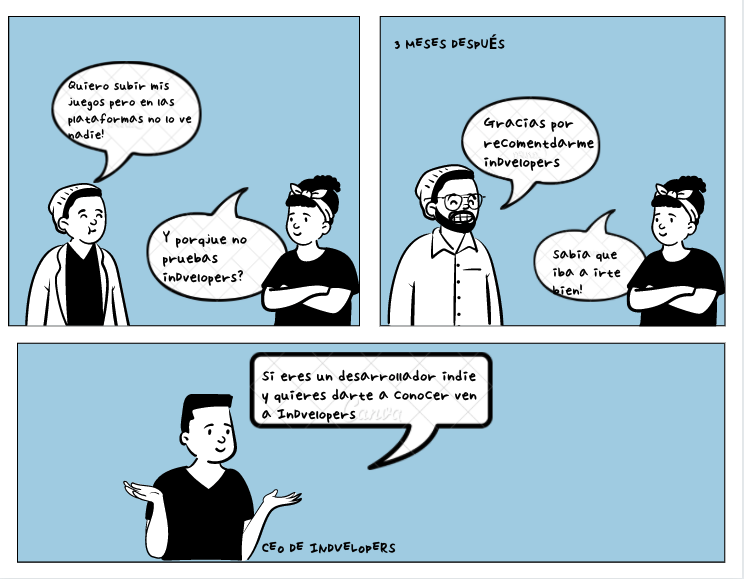 Quiero subir mis
juegos pero en las
plataformas no lo ve
nadie!
Y porqiue no
pruebas
inDvelopers?
3 MESES DESPUÉS
Gracias por
recomentdarme
inDvelopers
Sabia que
iba a irte
bien!
Si eres un desarrollador indie
y quieres darte a conocer ven
a InDvelopers
Canva
CEO DE INDVELOPERS